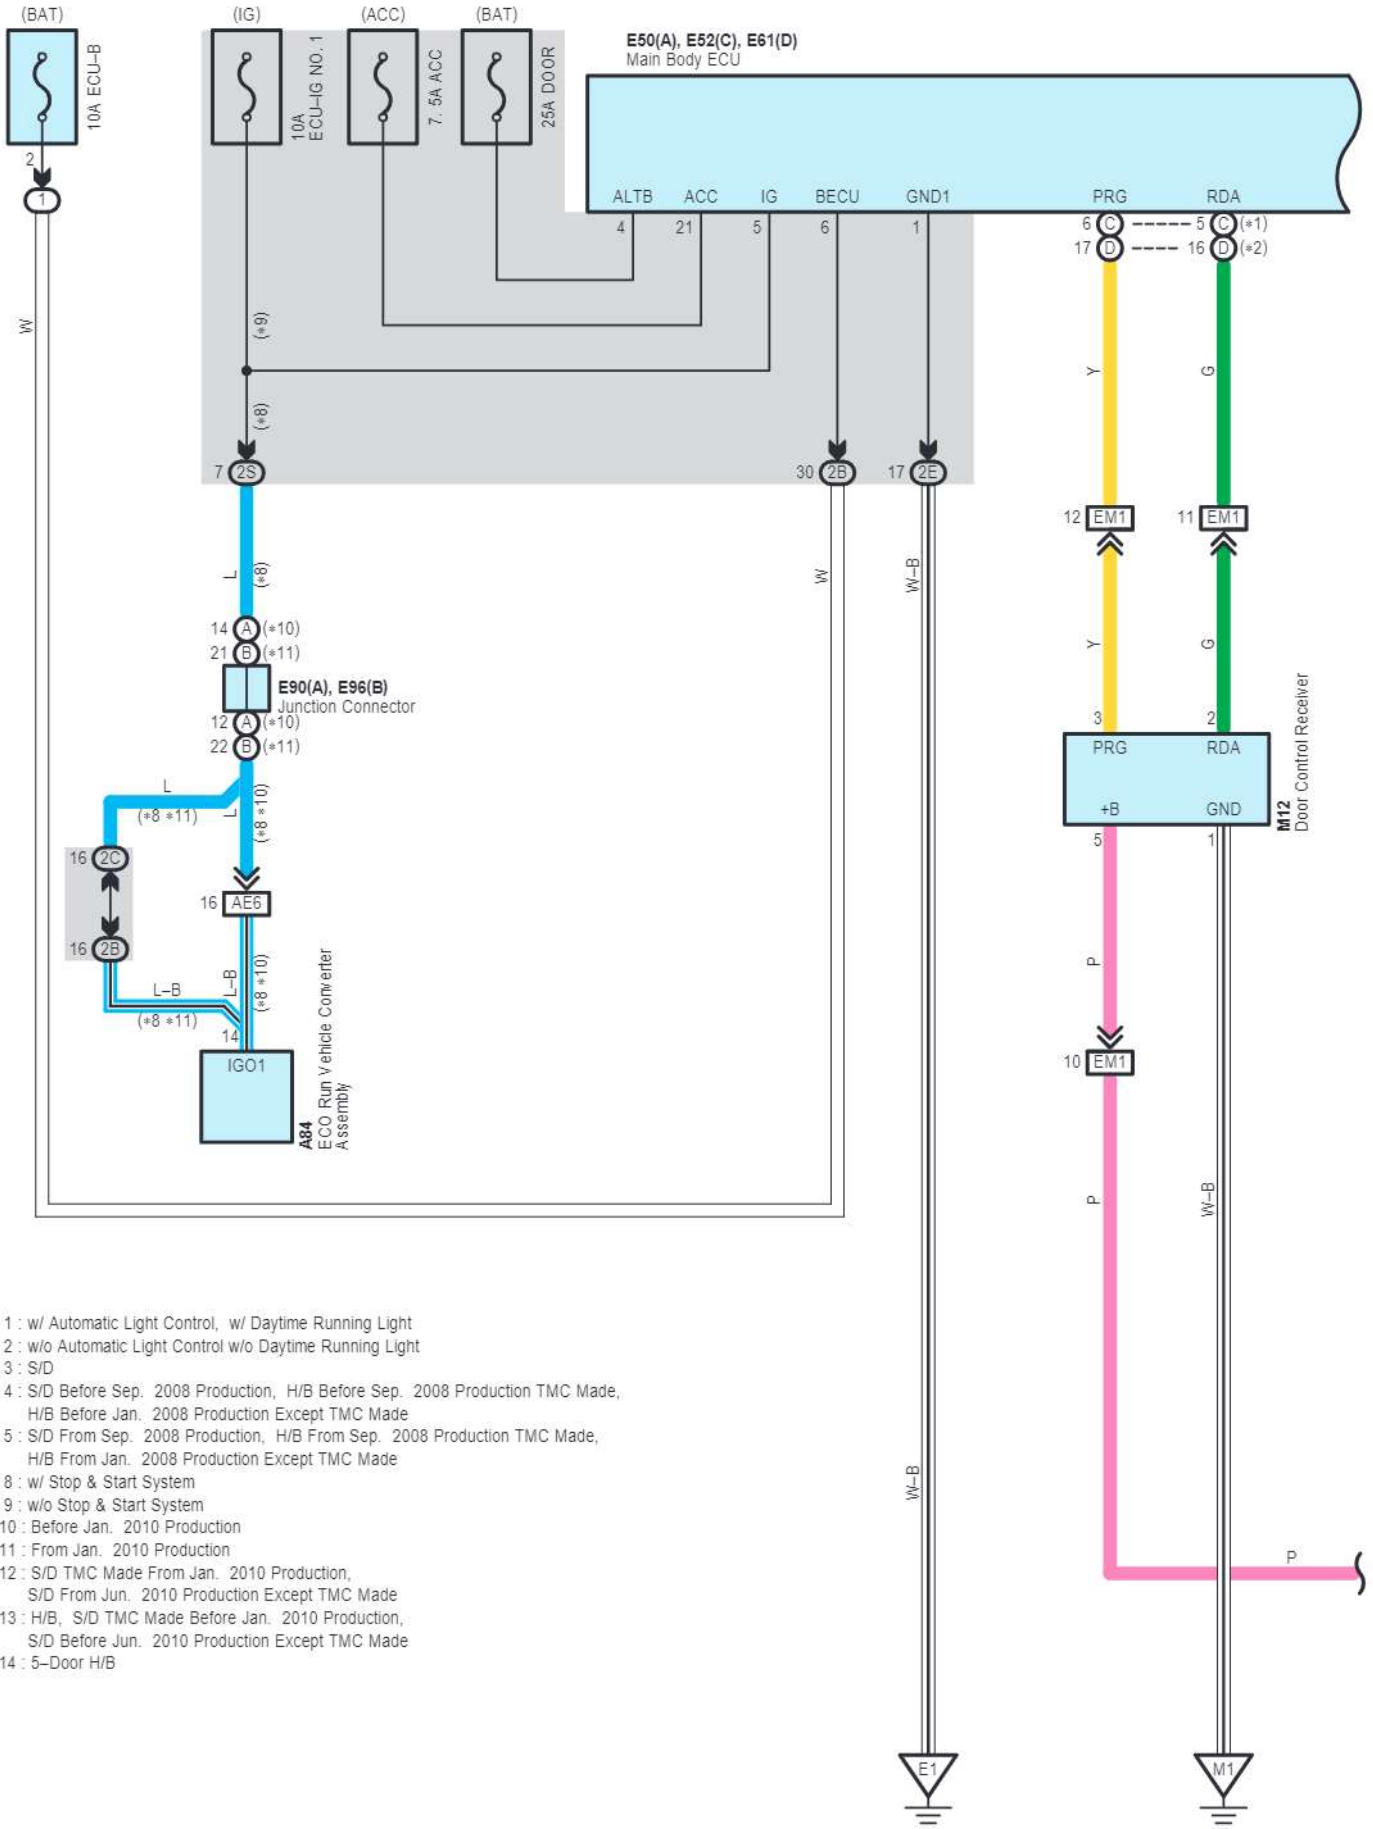 (BAT)
(IG)
(ACC)
(BAT)
10A ECU–B
10A
ECU–IG NO. 1
7. 5A ACC
25A DOOR
E50(A), E52(C), E61(D)
Main Body ECU
ALTB
ACC
IG
BECU
GND1
PRG
RDA
2
1
4
21
5
6
1
6 C
5 C (*1)
17 D
16 D (*2)
W
(*9)
(*8)
Y
G
7 2S
30 2B
17 2E
12 EM1
11 EM1
L
(*8)
W
W–B
14 A (*10)
21 B (*11)
E90(A), E96(B)
Junction Connector
12 A (*10)
22 B (*11)
Y
G
3
2
PRG
RDA
+B
GND
M12
Door Control Receiver
5
1
L
(*8 *11)
L
(*8 *10)
16 2C
16 AE6
16 2B
L–B
(*8 *11)
L–B
(*8 *10)
14
IGO1
A84
ECO Run Vehicle Converter
Assembly
P
10 EM1
P
W–B
1 : w/ Automatic Light Control, w/ Daytime Running Light
2 : w/o Automatic Light Control w/o Daytime Running Light
3 : S/D
4 : S/D Before Sep. 2008 Production, H/B Before Sep. 2008 Production TMC Made,
H/B Before Jan. 2008 Production Except TMC Made
5 : S/D From Sep. 2008 Production, H/B From Sep. 2008 Production TMC Made,
H/B From Jan. 2008 Production Except TMC Made
8 : w/ Stop & Start System
9 : w/o Stop & Start System
10 : Before Jan. 2010 Production
11 : From Jan. 2010 Production
12 : S/D TMC Made From Jan. 2010 Production,
S/D From Jun. 2010 Production Except TMC Made
13 : H/B, S/D TMC Made Before Jan. 2010 Production,
S/D Before Jun. 2010 Production Except TMC Made
14 : 5–Door H/B
W–B
P
E1
M1